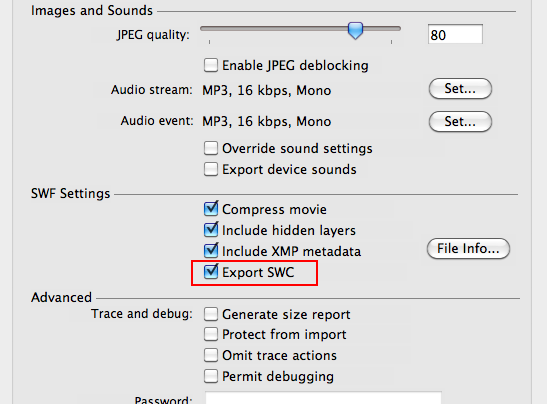 Images and Sounds
JPEG quality: 80
Enable JPEG deblocking
Audio stream: MP3, 16 kbps, Mono Set...
Audio event: MP3, 16 kbps, Mono Set...
Override sound settings
Export device sounds
SWF Settings
Compress movie
Include hidden layers
Include XMP metadata File Info...
Export SWC
Advanced
Trace and debug: Generate size report
Protect from import
Omit trace actions
Permit debugging
Password: